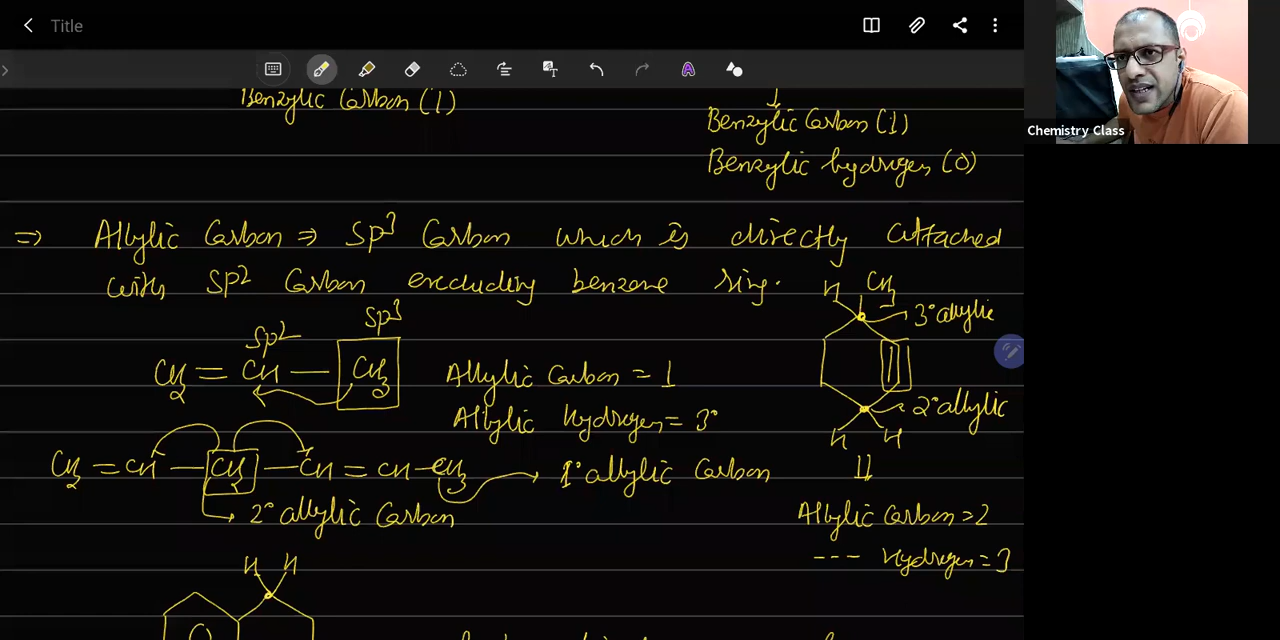 Title
Benzylic Carbon (1)
Benzylic Carbon (1)
Benzylic hydrogen (0)
Chemistry Class
⇒ Allylic Carbon ⇒ Sp³ Carbon which is directly attached
with Sp² Carbon excluding benzene ring.
H CH₃
3° allylic
Sp² Sp³
CH₂ = CH — CH₃
Allylic Carbon = 1
Allylic Hydrogen = 3°
2° allylic
H H
CH₂ = CH — CH₂ — CH = CH — CH₃
1° allylic Carbon
2° allylic Carbon
Allylic Carbon = 2
--- Hydrogen = 3
H H